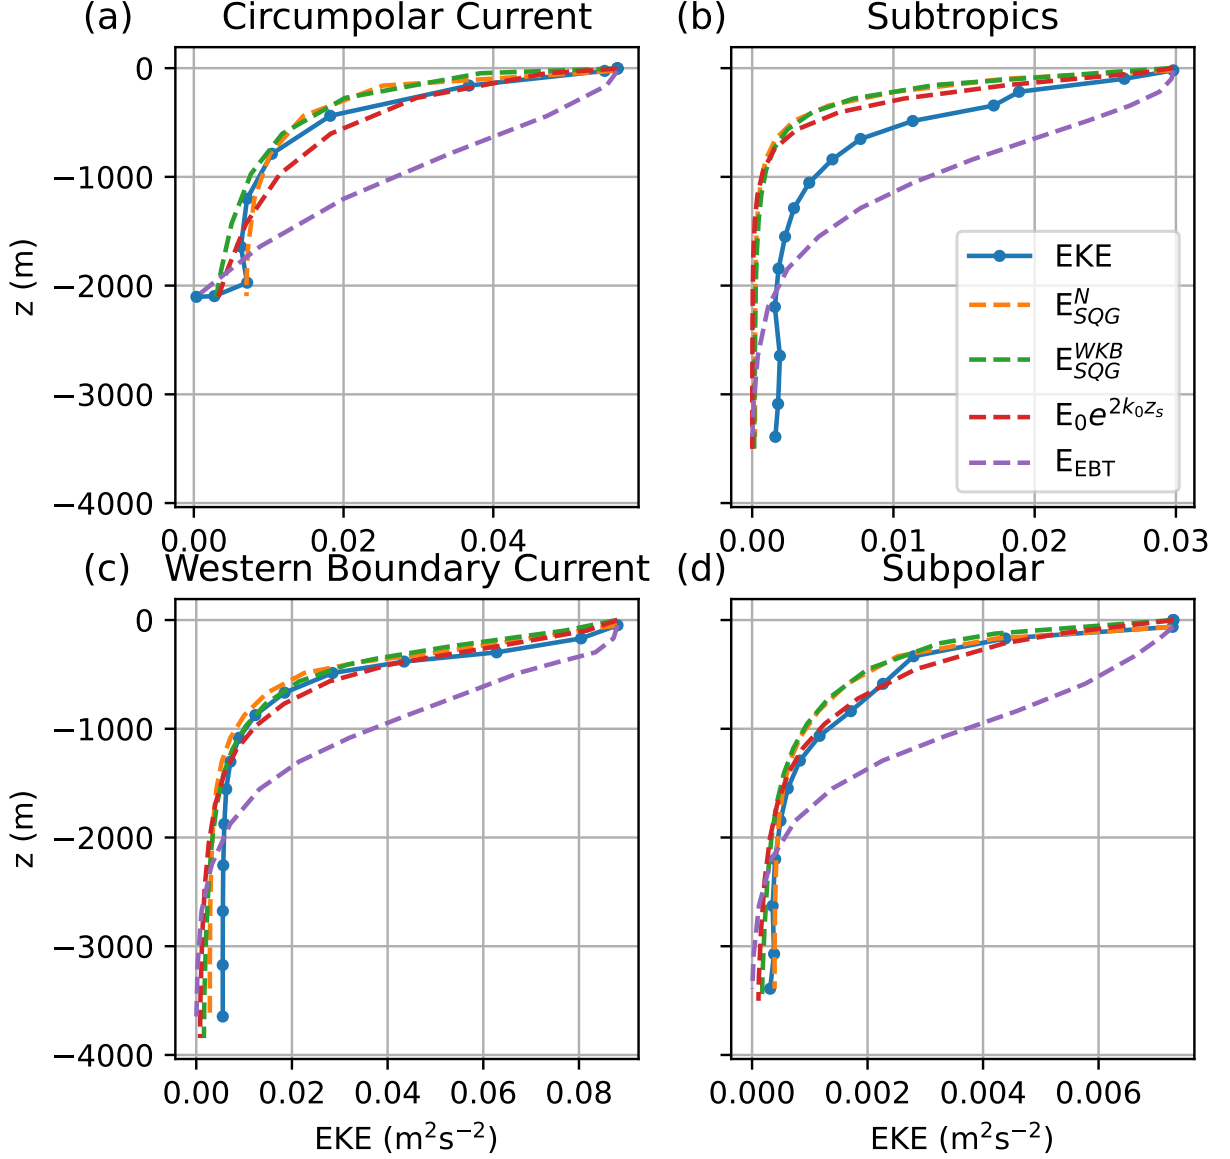 (a) Circumpolar Current
(b) Subtropics
0
−1000
−2000
−3000
−4000
z (m)
0.00 0.02 0.04
0.00 0.01 0.02 0.03
EKE
E^N_SQG
E^WKB_SQG
E₀e^{2k₀z_s}
E_EBT
(c) Western Boundary Current
(d) Subpolar
0
−1000
−2000
−3000
−4000
z (m)
0.00 0.02 0.04 0.06 0.08
0.000 0.002 0.004 0.006
EKE (m²s⁻²)
EKE (m²s⁻²)